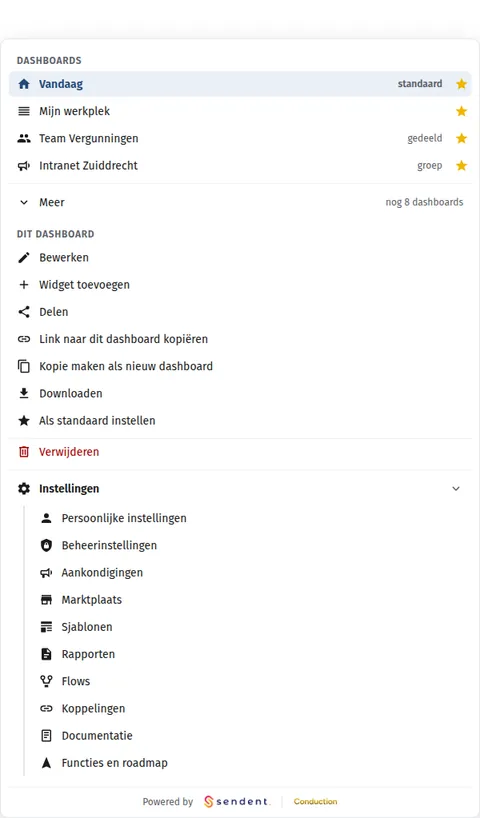 DASHBOARDS
Vandaag standaard
Mijn werkplek
Team Vergunningen gedeeld
Intranet Zuiddrecht groep
Meer nog 8 dashboards
DIT DASHBOARD
Bewerken
Widget toevoegen
Delen
Link naar dit dashboard kopiëren
Kopie maken als nieuw dashboard
Downloaden
Als standaard instellen
Verwijderen
Instellingen
Persoonlijke instellingen
Beheerinstellingen
Aankondigingen
Marktplaats
Sjablonen
Rapporten
Flows
Koppelingen
Documentatie
Functies en roadmap
Powered by sendent. Conduction